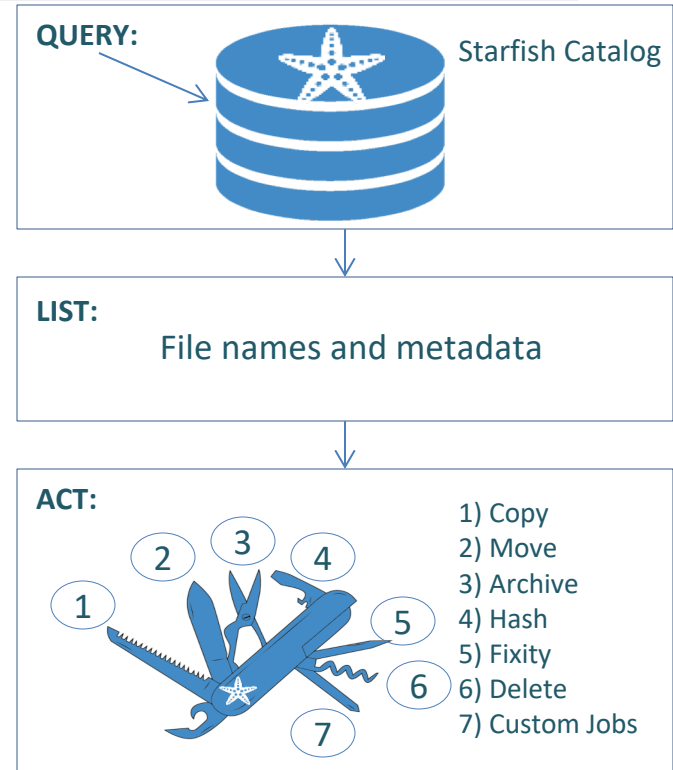 QUERY:
Starfish Catalog
LIST:
File names and metadata
ACT:
1
2
3
4
5
6
7
1) Copy
2) Move
3) Archive
4) Hash
5) Fixity
6) Delete
7) Custom Jobs